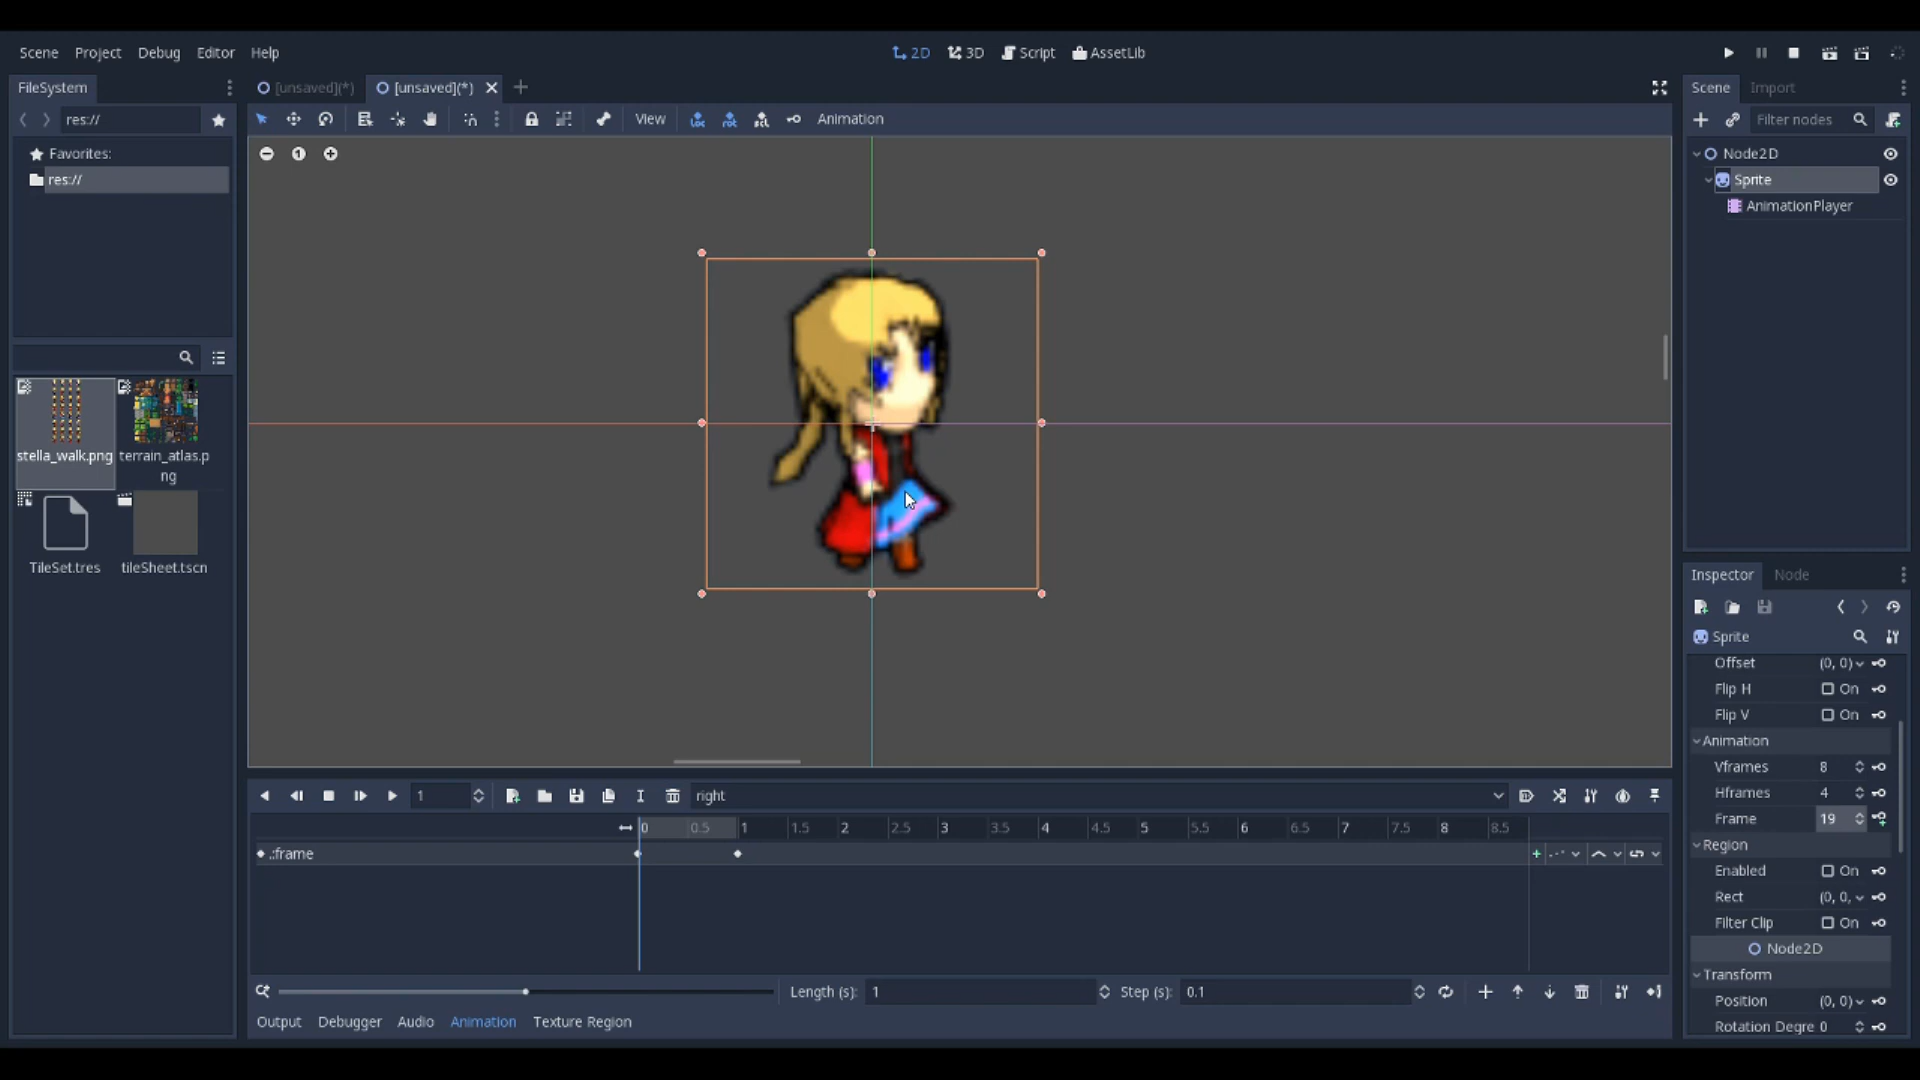 Scene Project Debug Editor Help 2D 3D Script AssetLib
FileSystem [unsaved](*) [unsaved](*) Scene Import
res:// View Animation Filter nodes
Favorites:
res://
Node2D
Sprite
AnimationPlayer
stella_walk.png terrain_atlas.p
ng
TileSet.tres tileSheet.tscn
Inspector Node
Sprite
Offset (0, 0)
Flip H On
Flip V On
Animation
Vframes 8
Hframes 4
Frame 19
Region
Enabled On
Rect (0, 0,
Filter Clip On
Node2D
Transform
Position (0, 0)
Rotation Degre 0
1 right
0 0.5 1 1.5 2 2.5 3 3.5 4 4.5 5 5.5 6 6.5 7 7.5 8 8.5
.:frame
Length (s): 1 Step (s): 0.1
Output Debugger Audio Animation Texture Region